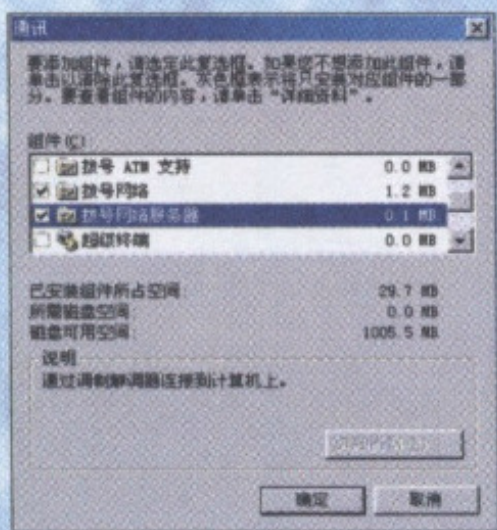 通讯
要添加组件，请选定此复选框。如果您不想添加此组件，请
单击以清除此复选框。灰色框表示将只安装对应组件的一部
分。要查看组件的内容，请单击“详细资料”。
组件(C)
拨号 ATM 支持 0.0 MB
拨号网络 1.2 MB
拨号网络服务器 0.1 MB
超级终端 0.0 MB
已安装组件所占空间: 29.7 MB
所需磁盘空间: 0.0 MB
磁盘可用空间: 1005.5 MB
说明
通过调制解调器连接到计算机上。
确定 取消